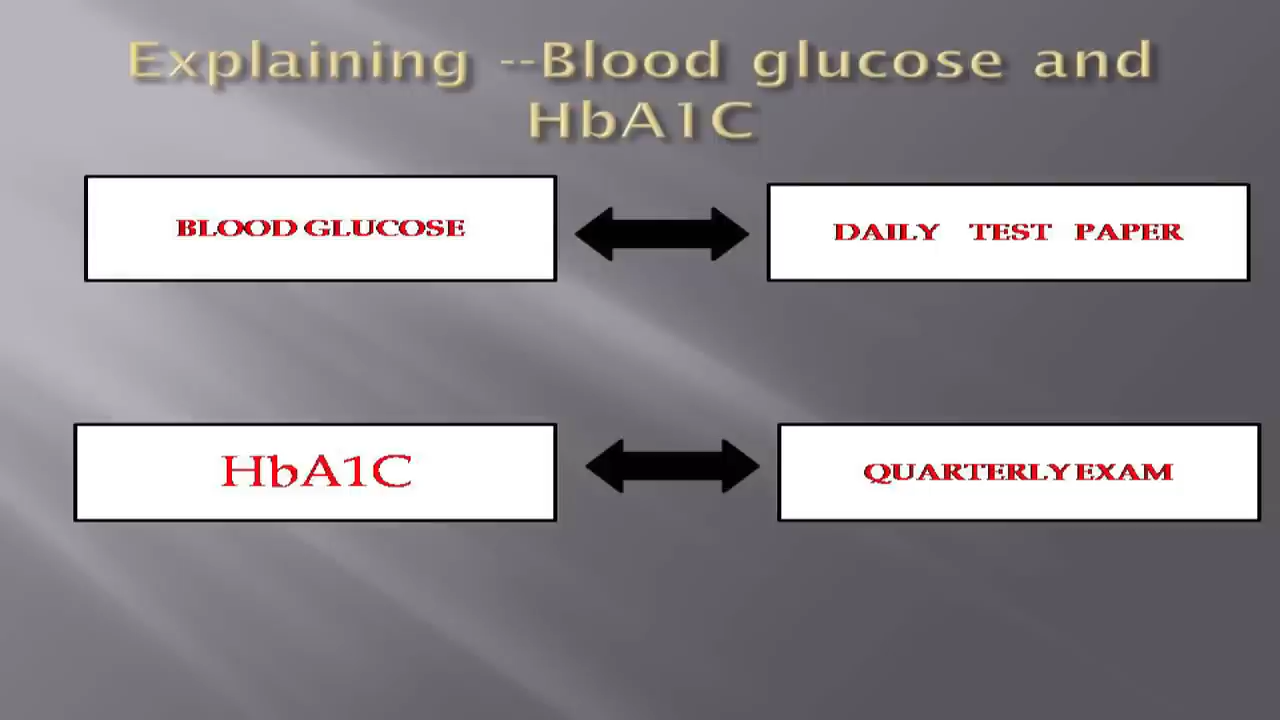 Explaining --Blood glucose and
HbA1C
BLOOD GLUCOSE
DAILY TEST PAPER
HbA1C
QUARTERLY EXAM